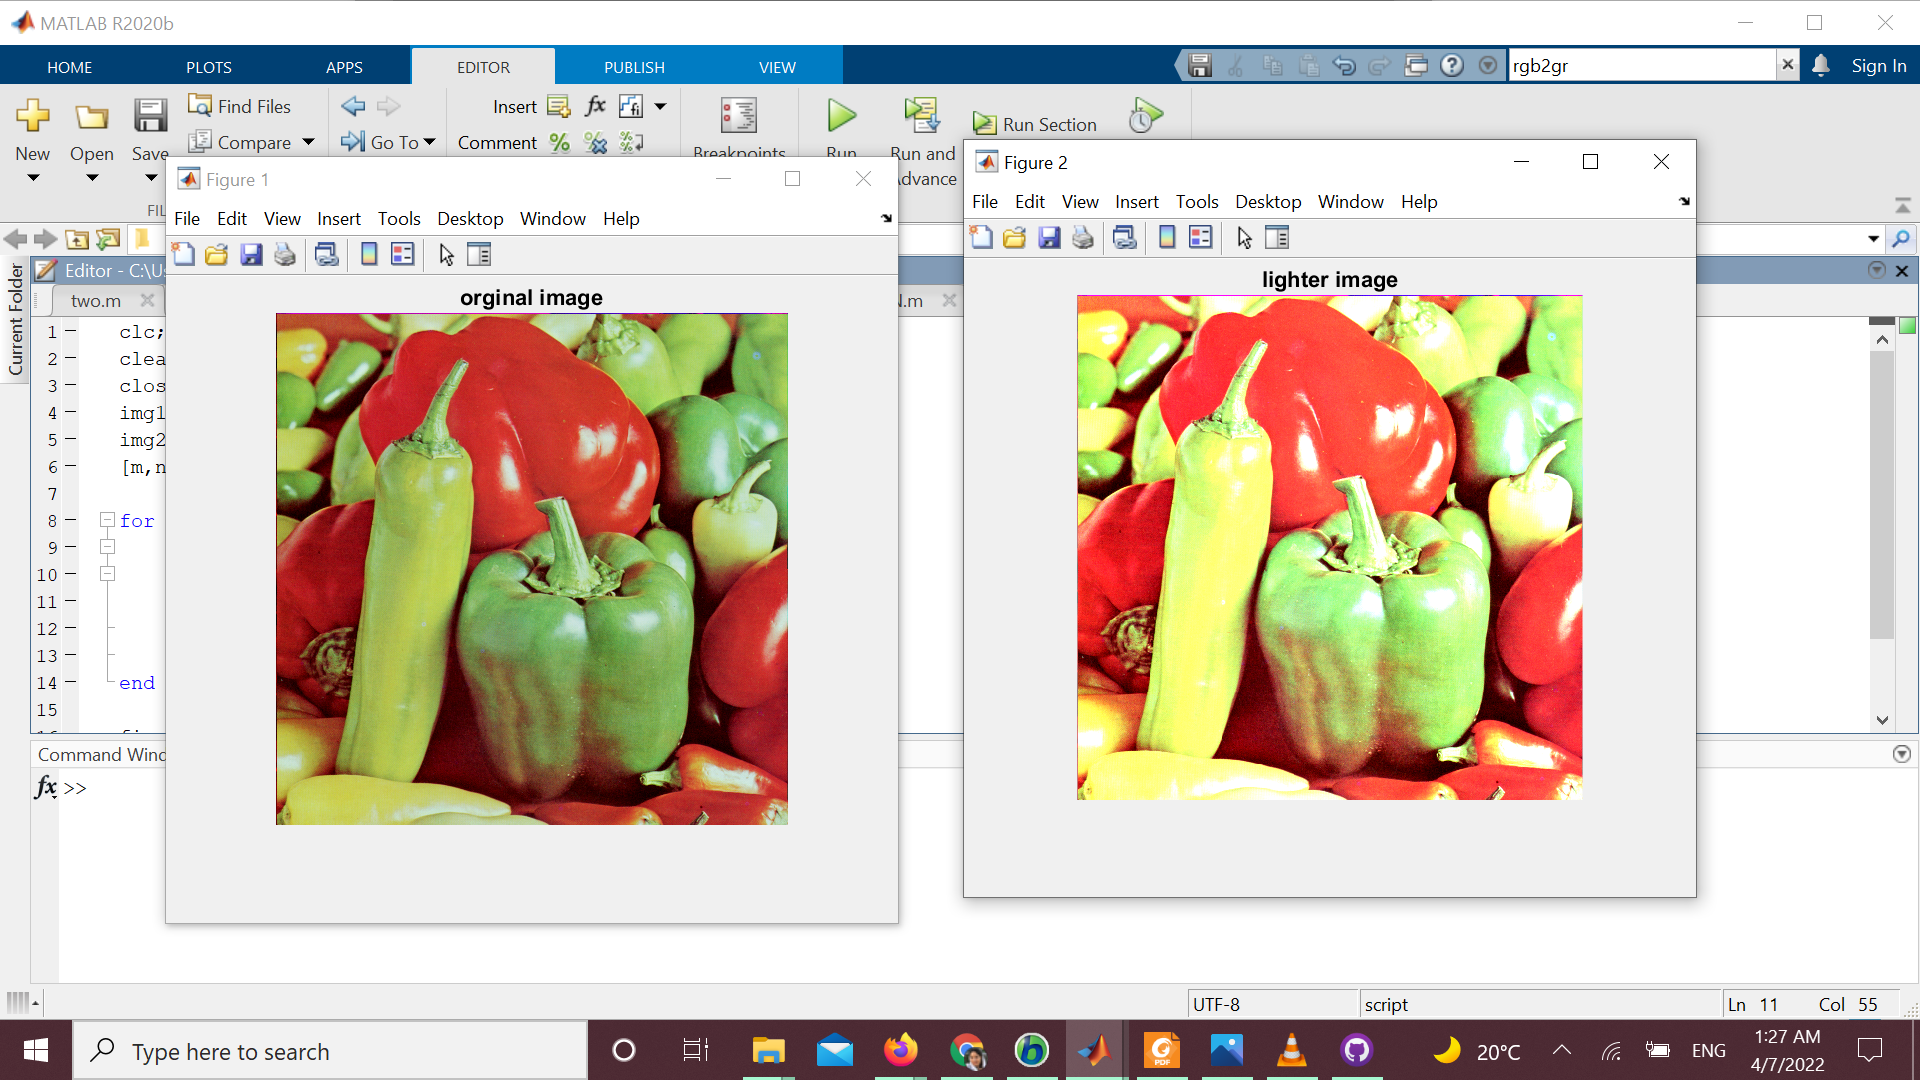 MATLAB R2020b
HOME PLOTS APPS EDITOR PUBLISH VIEW rgb2gr Sign In
New Open Save Find Files Compare Go To Insert Comment Breakpoints Run Run and Advance Run Section
Figure 1
File Edit View Insert Tools Desktop Window Help
orginal image
Figure 2
File Edit View Insert Tools Desktop Window Help
lighter image
Current Folder
Editor - C:\Us
two.m
N.m
1 clc;
2 clea
3 clos
4 img1
5 img2
6 [m,n
7
8 for
9
10
11
12
13
14 end
15
Command Wind
fx >>
UTF-8 script Ln 11 Col 55
Type here to search
PDF
20°C ENG
1:27 AM
4/7/2022